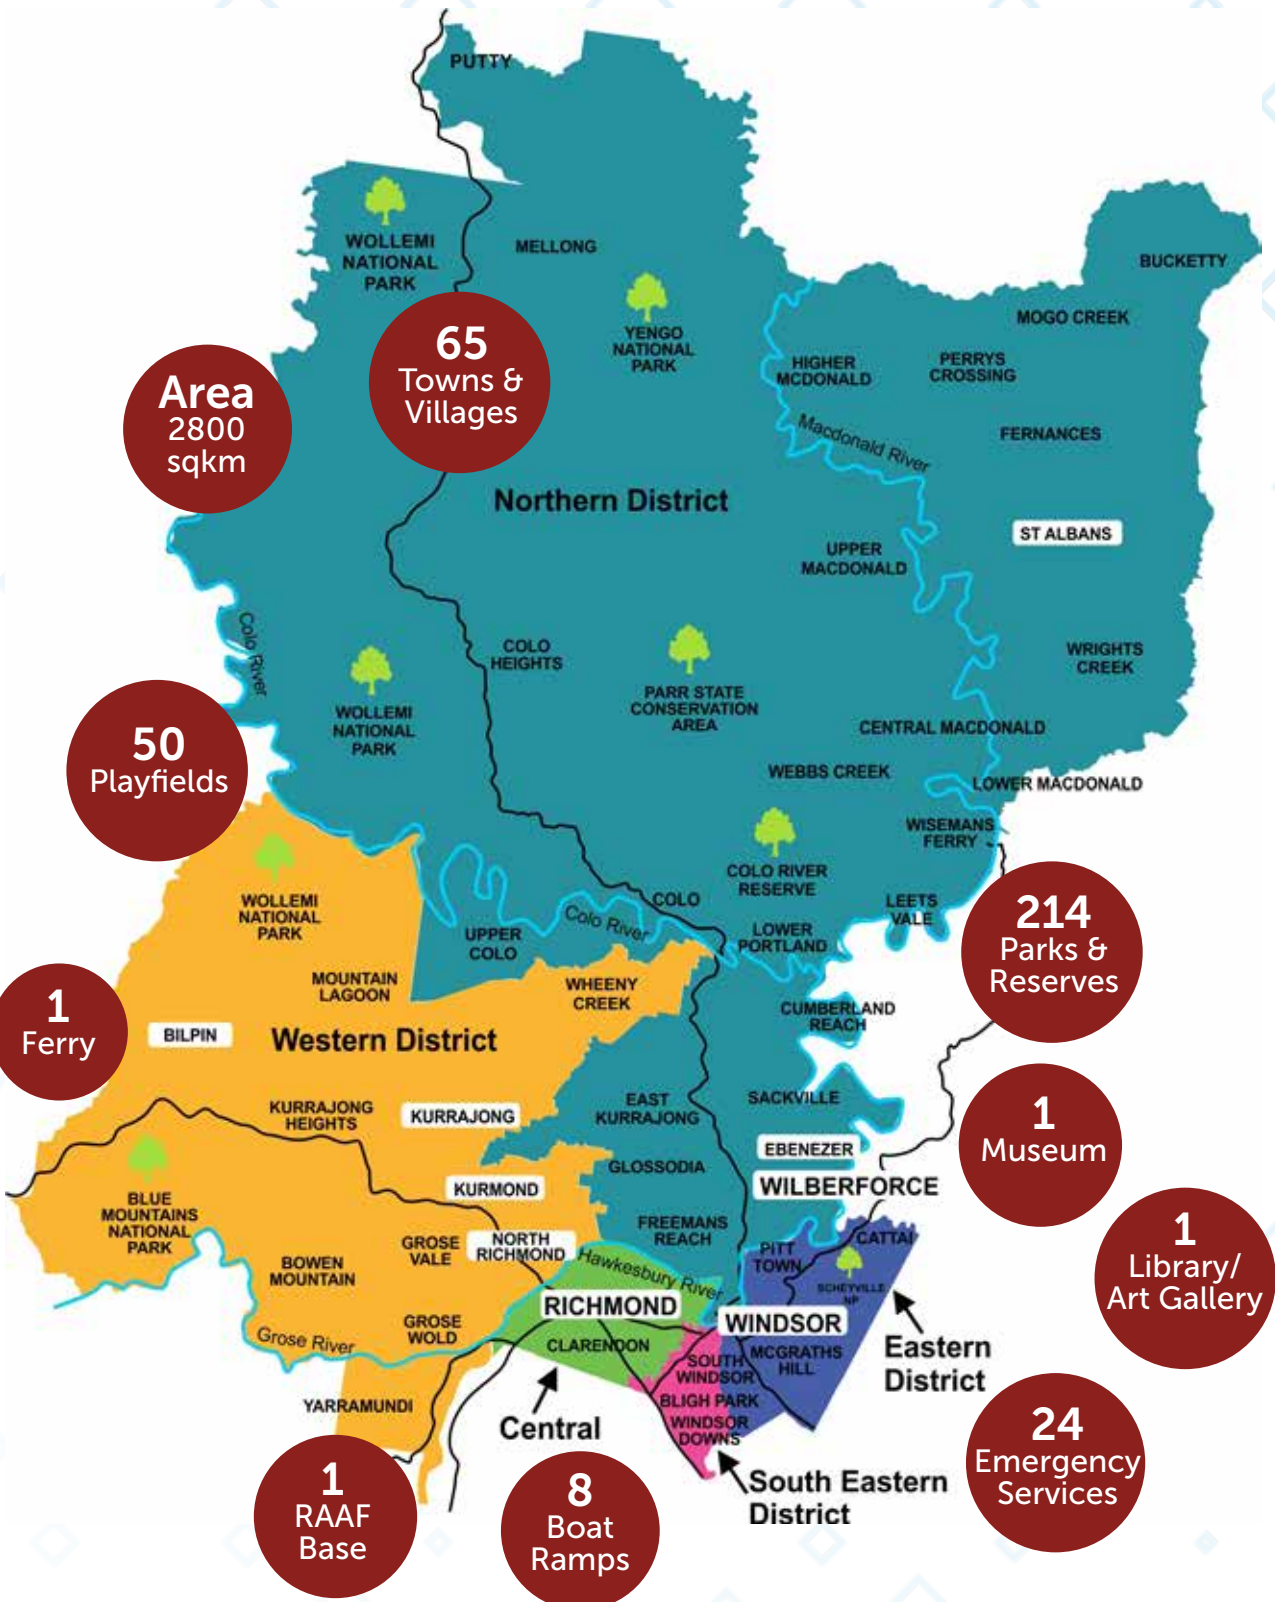 PUTTY
WOLLEMI
NATIONAL
PARK
MELLONG
BUCKETTY
YENGO
NATIONAL
PARK
MOGO CREEK
65
Towns &
Villages
HIGHER
MCDONALD
PERRYS
CROSSING
Area
2800
sqkm
Macdonald River
FERNANCES
Northern District
ST ALBANS
UPPER
MACDONALD
Colo River
COLO
HEIGHTS
WRIGHTS
CREEK
PARR STATE
CONSERVATION
AREA
WOLLEMI
NATIONAL
PARK
CENTRAL MACDONALD
50
Playfields
WEBBS CREEK
LOWER MACDONALD
WISEMANS
FERRY
COLO RIVER
RESERVE
WOLLEMI
NATIONAL
PARK
COLO
LEETS
VALE
214
Parks &
Reserves
Colo River
UPPER
COLO
LOWER
PORTLAND
MOUNTAIN
LAGOON
WHEENY
CREEK
1
Ferry
BILPIN
Western District
CUMBERLAND
REACH
KURRAJONG
HEIGHTS
KURRAJONG
EAST
KURRAJONG
SACKVILLE
1
Museum
EBENEZER
GLOSSODIA
KURMOND
WILBERFORCE
BLUE
MOUNTAINS
NATIONAL
PARK
FREEMANS
REACH
1
Library/
Art Gallery
GROSE
VALE
NORTH
RICHMOND
PITT
TOWN
CATTAI
BOWEN
MOUNTAIN
Hawkesbury River
SCHEYVILLE
NP
RICHMOND
WINDSOR
GROSE
WOLD
Grose River
CLARENDON
Eastern
District
MCGRATHS
HILL
SOUTH
WINDSOR
BLIGH PARK
YARRAMUNDI
Central
WINDSOR
DOWNS
24
Emergency
Services
1
RAAF
Base
8
Boat
Ramps
South Eastern
District